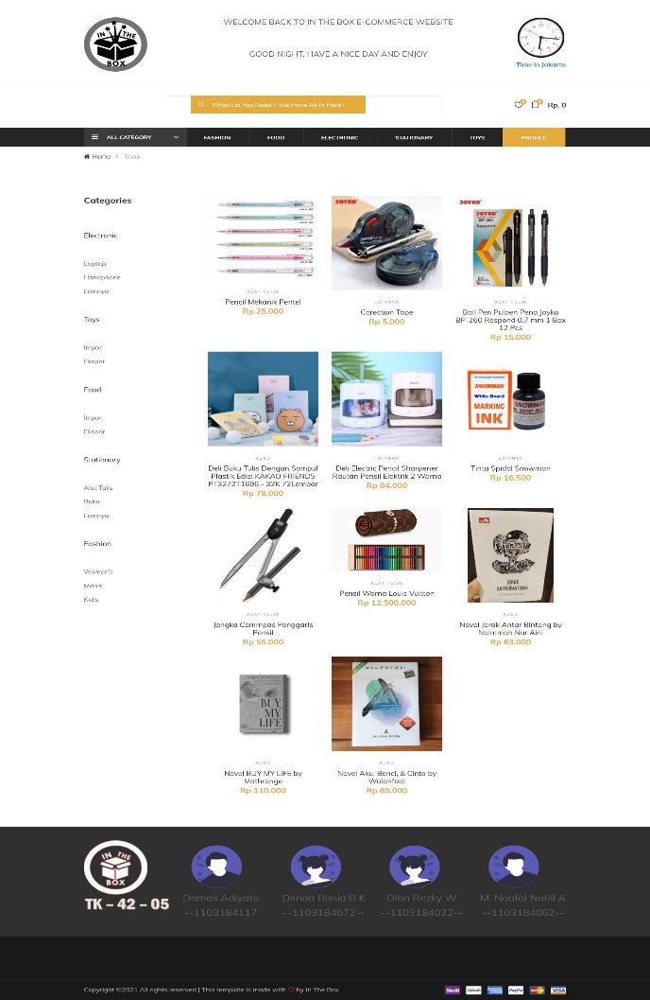 IN THE BOX
WELCOME BACK TO IN THE BOX E-COMMERCE WEBSITE
GOOD NIGHT, HAVE A NICE DAY AND ENJOY
Time in Jakarta
What Do You Need ? We Have All In Here !
0
0
Rp. 0
ALL CATEGORY
FASHION
FOOD
ELECTRONIC
STATIONARY
TOYS
PROFILE
Home > Shop
Categories
Electronic
Laptop
Handphone
Lainnya
Toys
Impor
Ekspor
Food
Impor
Ekspor
Stationary
Alat Tulis
Buku
Lainnya
Fashion
Women's
Man's
Kid's
ALAT TULIS
Pencil Mekanik Pentel
Rp 25.000
JOYKO
LAINNYA
Corection Tape
Rp 5.000
JOYKO
JOYKO
BP-260
Respond
ALAT TULIS
Ball Pen Pulpen Pena Joyko
BP-260 Respond 0.7 mm 1 Box
12 Pcs
Rp 15.000
BUKU
Deli Buku Tulis Dengan Sampul
Plastik Edisi KAKAO FRIENDS
PT3272T1696 - 32K 72Lembar
Rp 78.000
LAINNYA
Deli Electric Pencil Sharpener
Rautan Pensil Elektrik 2 Warna
Rp 84.000
SNOWMAN
White Board
MARKING
INK
SNOWMAN
LAINNYA
Tinta Spidol Snowman
Rp 16.500
ALAT TULIS
Jangka Commpas Penggaris
Pensil
Rp 55.000
ALAT TULIS
Pensil Warna Louis Vuitton
Rp 12.500.000
JARAK
ANTARBINTANG
BUKU
Novel Jarak Antar Bintang by
Naimmah Nur Aini
Rp 63.000
BUY
MY
LIFE
BUKU
Novel BUY MY LIFE by
Mathrange
Rp 110.000
BUKU
Novel Aku, Benci, & Cinta by
Wulanfadi
Rp 89.000
IN THE BOX
TK - 42 - 05
Damas Adiyato
--1103184117
Denda Rania R.K
--1103184072--
Dian Rezky W
--1103184022--
M. Naufal Nabil A
--1103184062--
Copyright ©2021 All rights reserved | This template is made with ♡ by In The Box
Skrill
PayPal
VISA